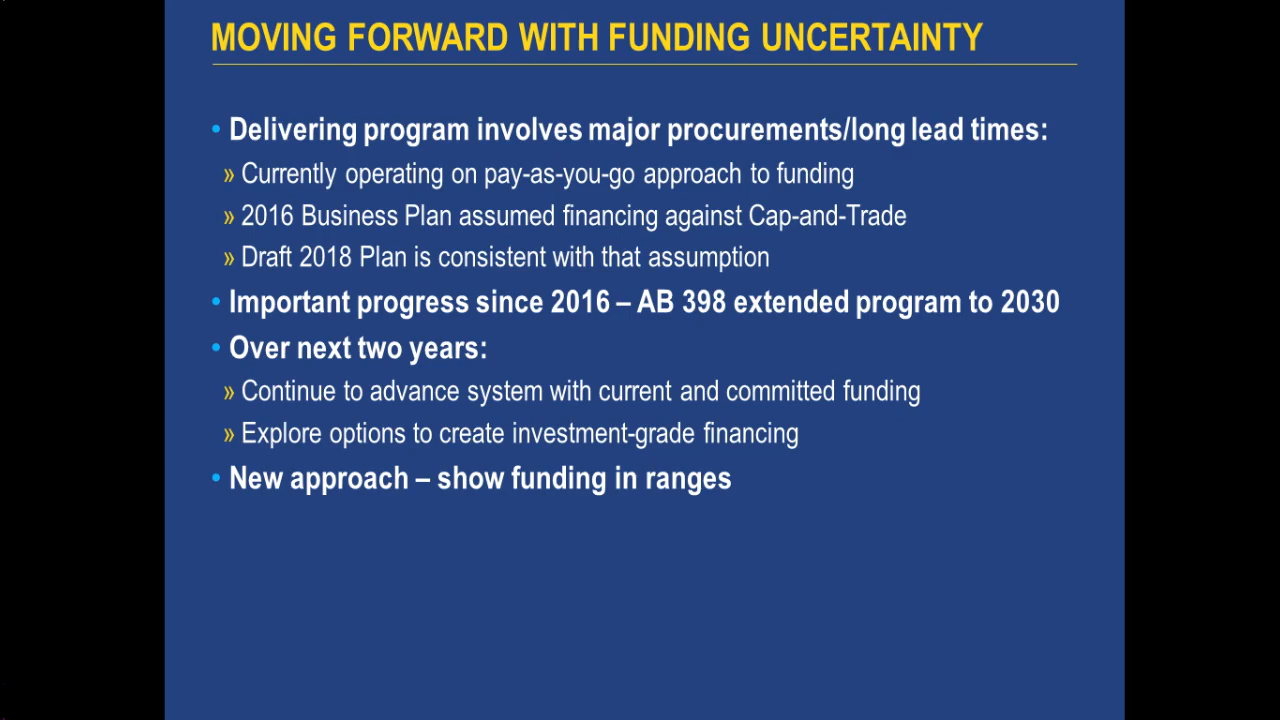 MOVING FORWARD WITH FUNDING UNCERTAINTY
• Delivering program involves major procurements/long lead times:
» Currently operating on pay-as-you-go approach to funding
» 2016 Business Plan assumed financing against Cap-and-Trade
» Draft 2018 Plan is consistent with that assumption
• Important progress since 2016 – AB 398 extended program to 2030
• Over next two years:
» Continue to advance system with current and committed funding
» Explore options to create investment-grade financing
• New approach – show funding in ranges